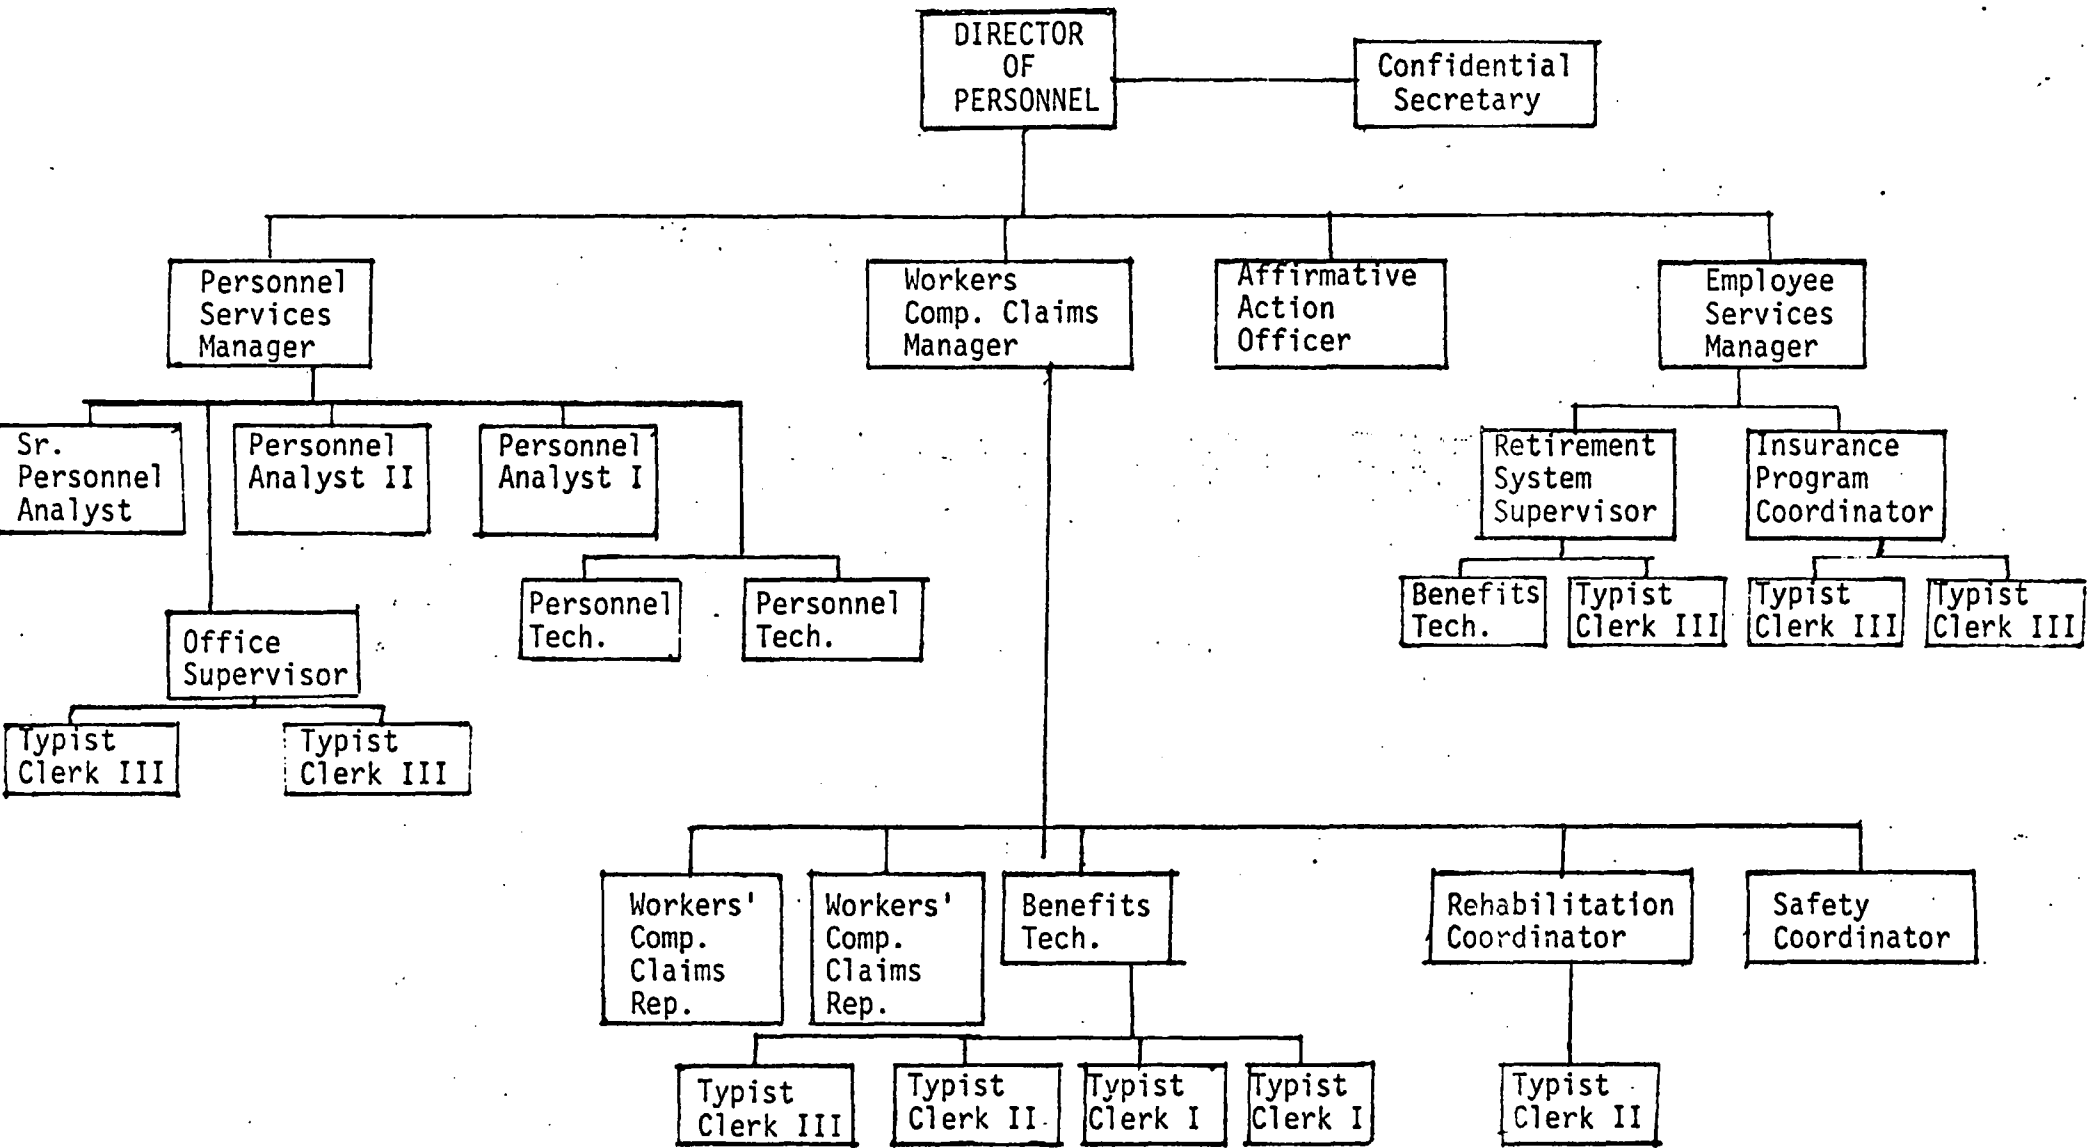 DIRECTOR
OF
PERSONNEL
Confidential
Secretary
Personnel
Services
Manager
Workers
Comp. Claims
Manager
Affirmative
Action
Officer
Employee
Services
Manager
Sr.
Personnel
Analyst
Personnel
Analyst II
Personnel
Analyst I
Retirement
System
Supervisor
Insurance
Program
Coordinator
Personnel
Tech.
Personnel
Tech.
Benefits
Tech.
Typist
Clerk III
Typist
Clerk III
Typist
Clerk III
Office
Supervisor
Typist
Clerk III
Typist
Clerk III
Workers'
Comp.
Claims
Rep.
Workers'
Comp.
Claims
Rep.
Benefits
Tech.
Rehabilitation
Coordinator
Safety
Coordinator
Typist
Clerk III
Typist
Clerk II
Typist
Clerk I
Typist
Clerk I
Typist
Clerk II